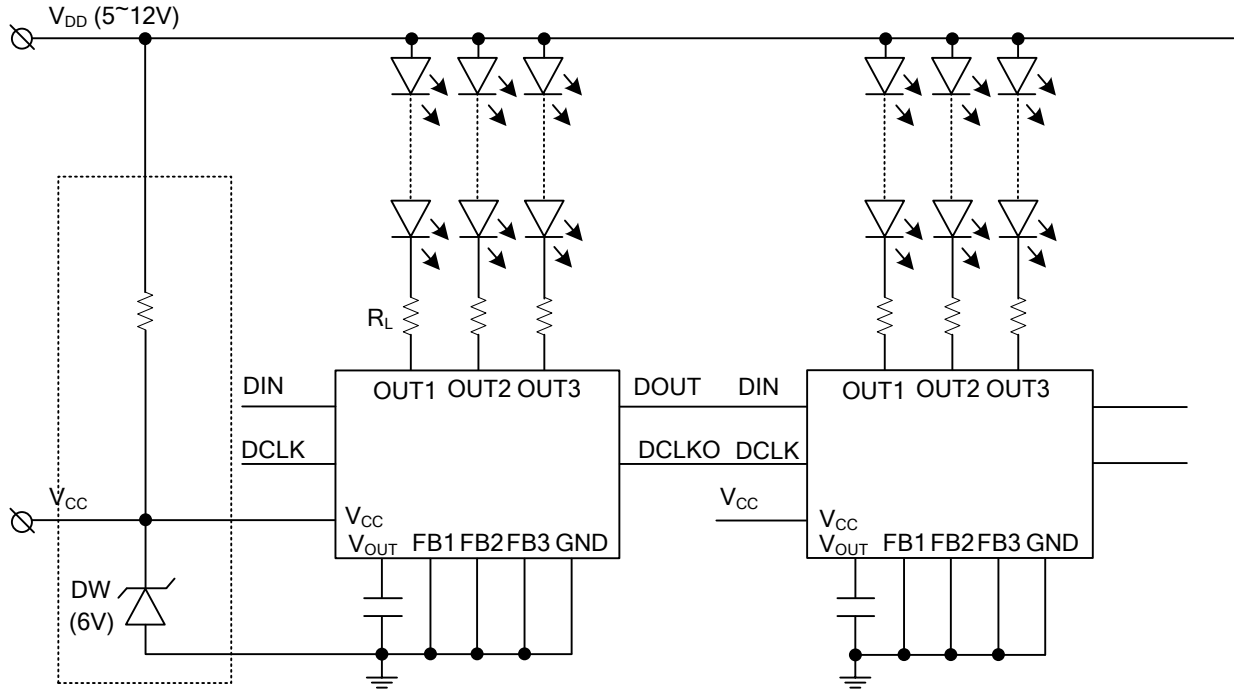 VDD (5~12V)
RL
DIN
OUT1 OUT2 OUT3
DOUT
DIN
OUT1 OUT2 OUT3
DCLK
DCLKO
DCLK
VCC
VCC
VCC
VCC
VOUT FB1 FB2 FB3 GND
VOUT FB1 FB2 FB3 GND
DW
(6V)